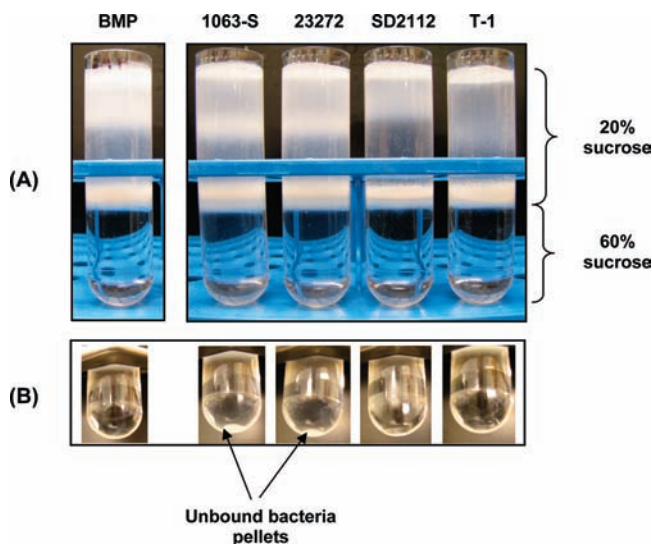 BMP 1063-S 23272 SD2112 T-1
(A)
20%
sucrose
60%
sucrose
(B)
Unbound bacteria
pellets